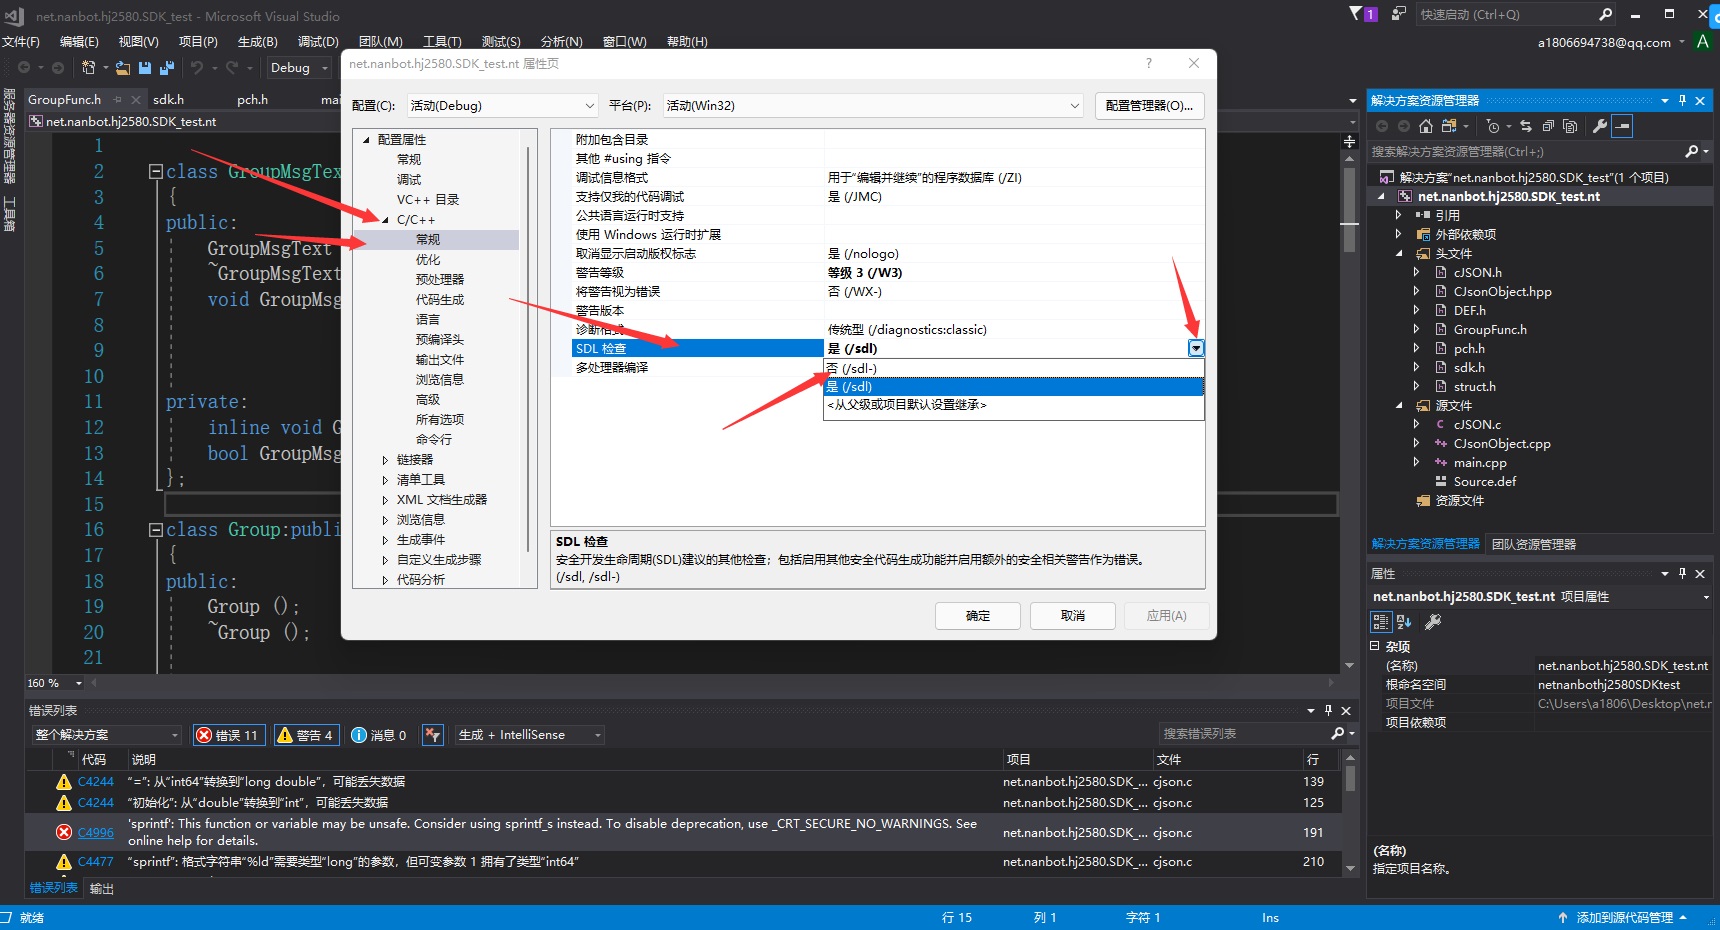 net.nanbot.hj2580.SDK_test - Microsoft Visual Studio
1
快速启动 (Ctrl+Q)
文件(F) 编辑(E) 视图(V) 项目(P) 生成(B) 调试(D) 团队(M) 工具(T) 测试(S) 分析(N) 窗口(W) 帮助(H)
a1806694738@qq.com A
Debug
服务器资源管理器
工具箱
GroupFunc.h sdk.h pch.h
net.nanbot.hj2580.SDK_test.nt
1
2 class GroupMsgTex
3 {
4 public:
5 GroupMsgText
6 ~GroupMsgText
7 void GroupMsg
8
9
10
11 private:
12 inline void G
13 bool GroupMsg
14 };
15
16 class Group:publi
17 {
18 public:
19 Group ();
20 ~Group ();
21
160 %
net.nanbot.hj2580.SDK_test.nt 属性页
? ×
配置(C): 活动(Debug) 平台(P): 活动(Win32) 配置管理器(O)...
配置属性
常规
调试
VC++ 目录
C/C++
常规
优化
预处理器
代码生成
语言
预编译头
输出文件
浏览信息
高级
所有选项
命令行
链接器
清单工具
XML 文档生成器
浏览信息
生成事件
自定义生成步骤
代码分析
附加包含目录
其他 #using 指令
调试信息格式 用于“编辑并继续”的程序数据库 (/ZI)
支持仅我的代码调试 是 (/JMC)
公共语言运行时支持
使用 Windows 运行时扩展
取消显示启动版权标志 是 (/nologo)
警告等级 等级 3 (/W3)
将警告视为错误 否 (/WX-)
警告版本
诊断格式 传统型 (/diagnostics:classic)
SDL 检查 是 (/sdl)
多处理器编译
否 (/sdl-)
是 (/sdl)
<从父级或项目默认设置继承>
SDL 检查
安全开发生命周期(SDL)建议的其他检查；包括启用其他安全代码生成功能并启用额外的安全相关警告作为错误。
(/sdl, /sdl-)
确定 取消 应用(A)
解决方案资源管理器
搜索解决方案资源管理器(Ctrl+;)
解决方案"net.nanbot.hj2580.SDK_test"(1 个项目)
net.nanbot.hj2580.SDK_test.nt
引用
外部依赖项
头文件
cJSON.h
CJsonObject.hpp
DEF.h
GroupFunc.h
pch.h
sdk.h
struct.h
源文件
cJSON.c
CJsonObject.cpp
main.cpp
Source.def
资源文件
解决方案资源管理器 团队资源管理器
属性
net.nanbot.hj2580.SDK_test.nt 项目属性
杂项
(名称) net.nanbot.hj2580.SDK_test.nt
根命名空间 netnanbothj2580SDKtest
项目文件 C:\Users\a1806\Desktop\net.n
项目依赖项
(名称)
指定项目名称。
错误列表
整个解决方案 错误 11 警告 4 消息 0 生成 + IntelliSense 搜索错误列表
代码 说明 项目 文件 行
C4244 “=”: 从“int64”转换到“long double”，可能丢失数据 net.nanbot.hj2580.SDK_... cjson.c 139
C4244 “初始化”: 从“double”转换到“int”，可能丢失数据 net.nanbot.hj2580.SDK_... cjson.c 125
C4996 'sprintf': This function or variable may be unsafe. Consider using sprintf_s instead. To disable deprecation, use _CRT_SECURE_NO_WARNINGS. See
online help for details. net.nanbot.hj2580.SDK_... cjson.c 191
C4477 “sprintf”: 格式字符串“%ld”需要类型“long”的参数，但可变参数 1 拥有了类型“int64” net.nanbot.hj2580.SDK_... cjson.c 210
错误列表 输出
就绪 行 15 列 1 字符 1 Ins 添加到源代码管理